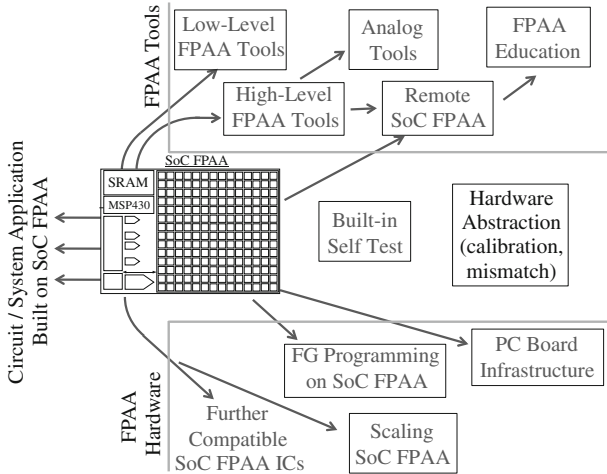 FPAA Tools
Low-Level
FPAA Tools
Analog
Tools
FPAA
Education
High-Level
FPAA Tools
Remote
SoC FPAA
SoC FPAA
SRAM
MSP430
Circuit / System Application
Built on SoC FPAA
Built-in
Self Test
Hardware
Abstraction
(calibration,
mismatch)
FPAA
Hardware
FG Programming
on SoC FPAA
PC Board
Infrastructure
Further
Compatible
SoC FPAA ICs
Scaling
SoC FPAA